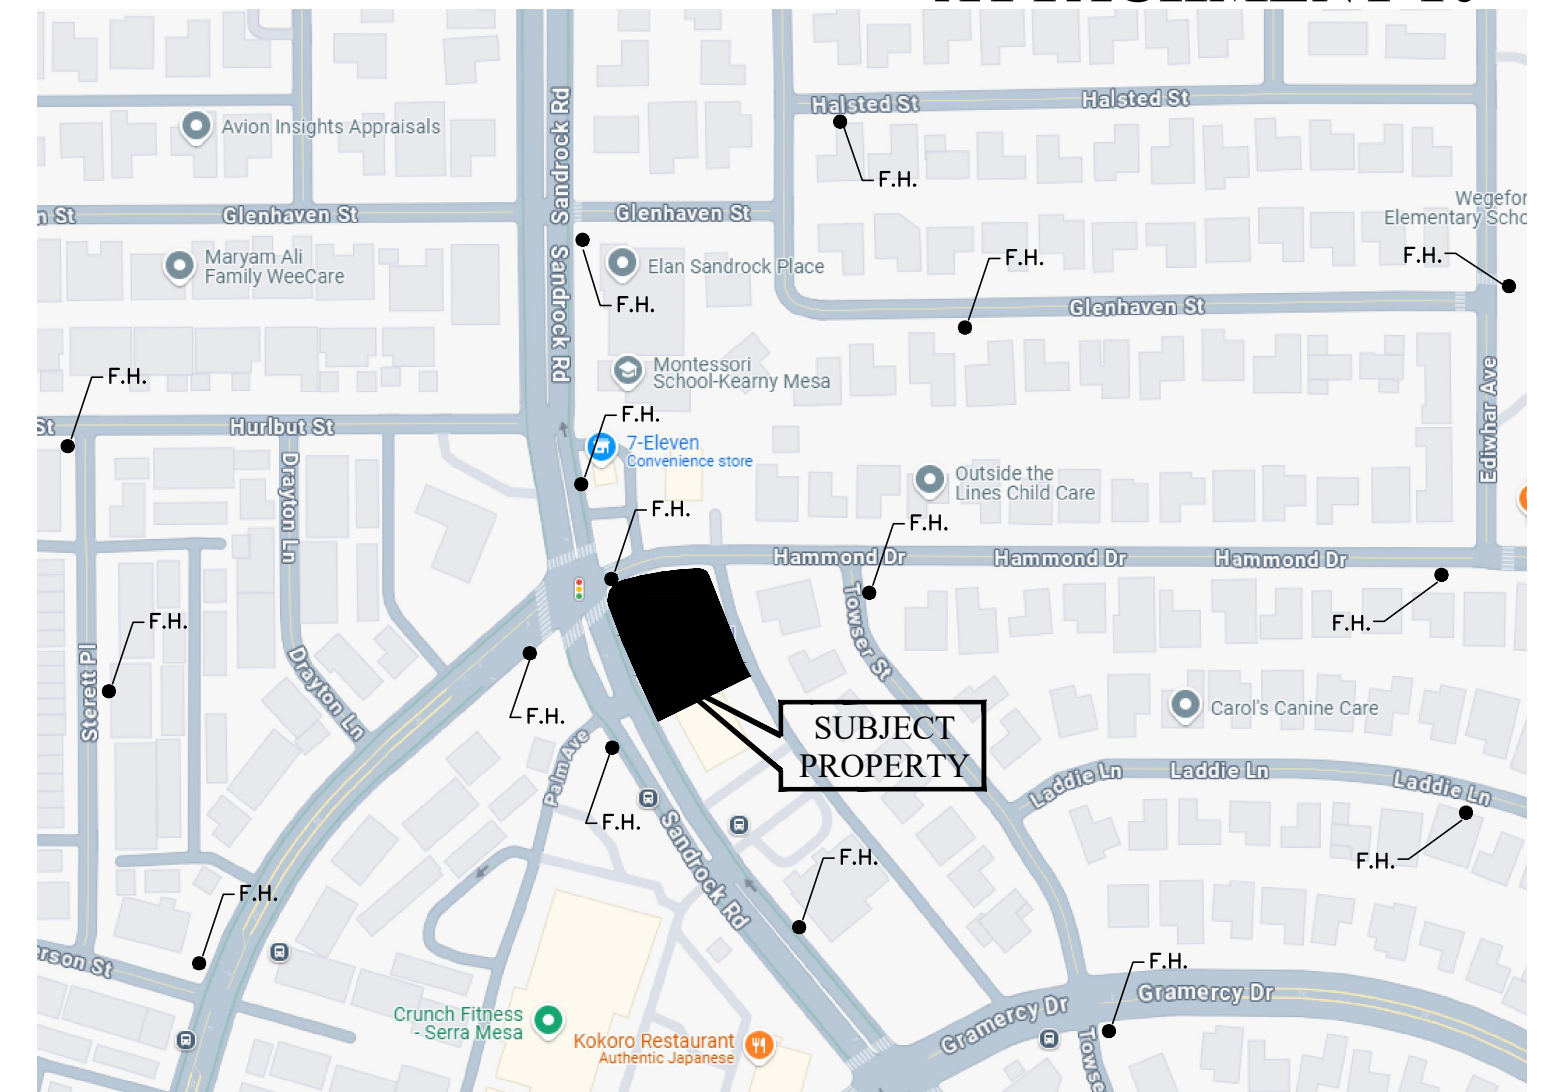 Halsted St
Halsted St
Avion Insights Appraisals
Sandrock Rd
F.H.
n St
Glenhaven St
Glenhaven St
Elementary Scho
Maryam Ali
Family WeeCare
Sandrock Rd
Elan Sandrock Place
F.H.
F.H.
F.H.
Glenhaven St
Montessori
School-Kearny Mesa
F.H.
Ediwhar Ave
St
Hurlbut St
F.H.
7-Eleven
Convenience store
Drayton Ln
Outside the
Lines Child Care
F.H.
F.H.
Hammond Dr
Hammond Dr
Hammond Dr
Towser St
F.H.
F.H.
Sterett Pl
Drayton Ln
F.H.
SUBJECT
PROPERTY
Carol's Canine Care
Palm Ave
Laddie Ln
Laddie Ln
Laddie Ln
F.H.
Sandrock Rd
F.H.
F.H.
F.H.
erson St
F.H.
Gramercy Dr
Gramercy Dr
Crunch Fitness
- Serra Mesa
Kokoro Restaurant
Authentic Japanese
Towse